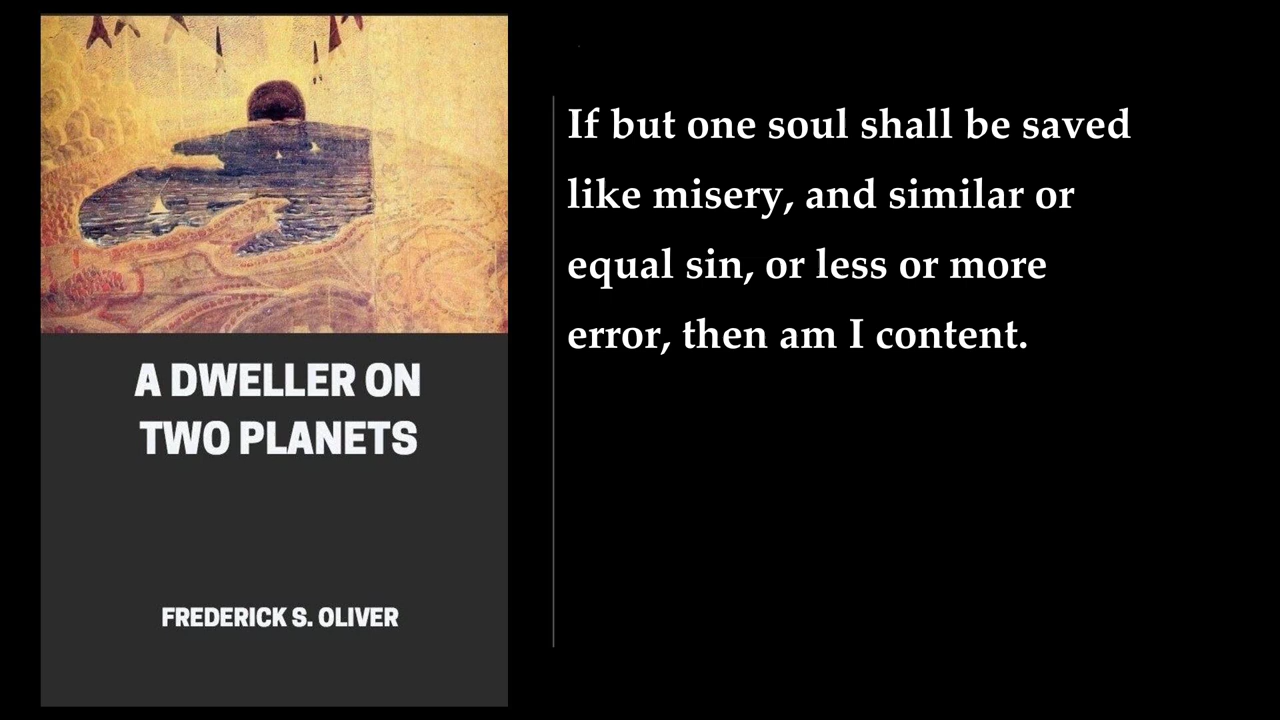 A DWELLER ON
TWO PLANETS
FREDERICK S. OLIVER
If but one soul shall be saved
like misery, and similar or
equal sin, or less or more
error, then am I content.